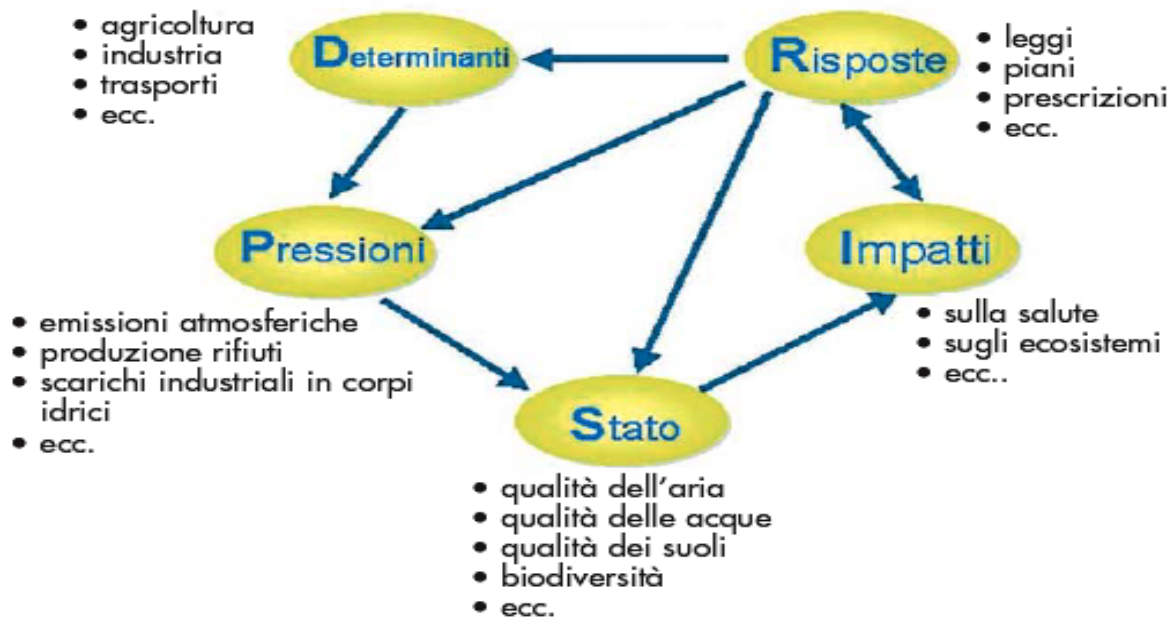 • agricoltura
• industria
• trasporti
• ecc.
Determinanti
Risposte
• leggi
• piani
• prescrizioni
• ecc.
Pressioni
• emissioni atmosferiche
• produzione rifiuti
• scarichi industriali in corpi
idrici
• ecc.
Impatti
• sulla salute
• sugli ecosistemi
• ecc..
Stato
• qualità dell'aria
• qualità delle acque
• qualità dei suoli
• biodiversità
• ecc.